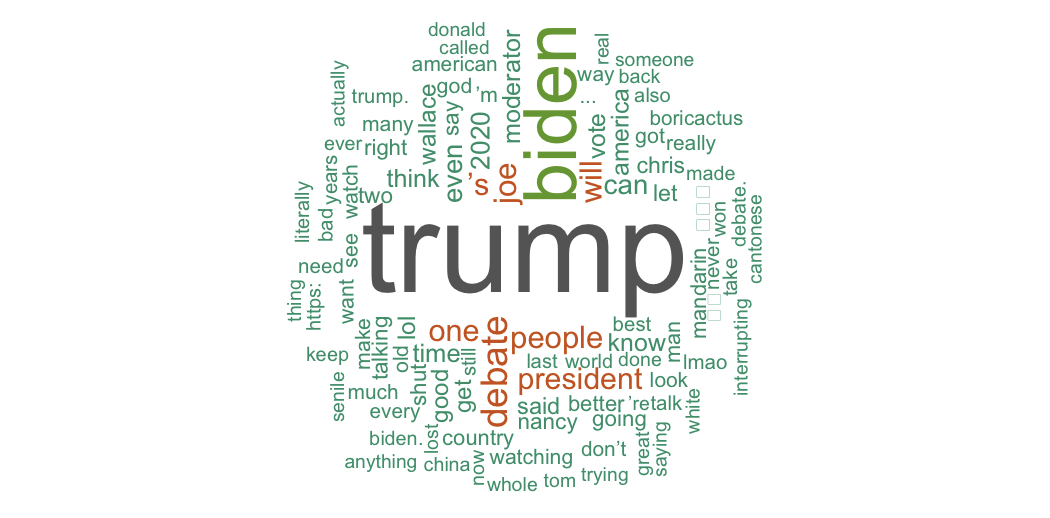 donald
called
american
god
'm
moderator
biden
real
someone
way
back
...
also
actually
trump.
many
wallace
say
2020
vote
america
boricactus
got
really
ever
right
even
's
joe
will
can
let
chris
made
think
years
watch
two
literally
bad
see
trump
won
debate.
cantonese
never
mandarin
take
need
want
thing
https:
interrupting
make
talking
old
lol
one
debate
people
best
know
man
lmao
keep
time
still
last
world
done
shut
good
get
president
look
senile
much
every
said
better
're
talk
white
nancy
going
biden.
lost
country
don't
great
saying
anything
china
now
watching
whole
tom
trying